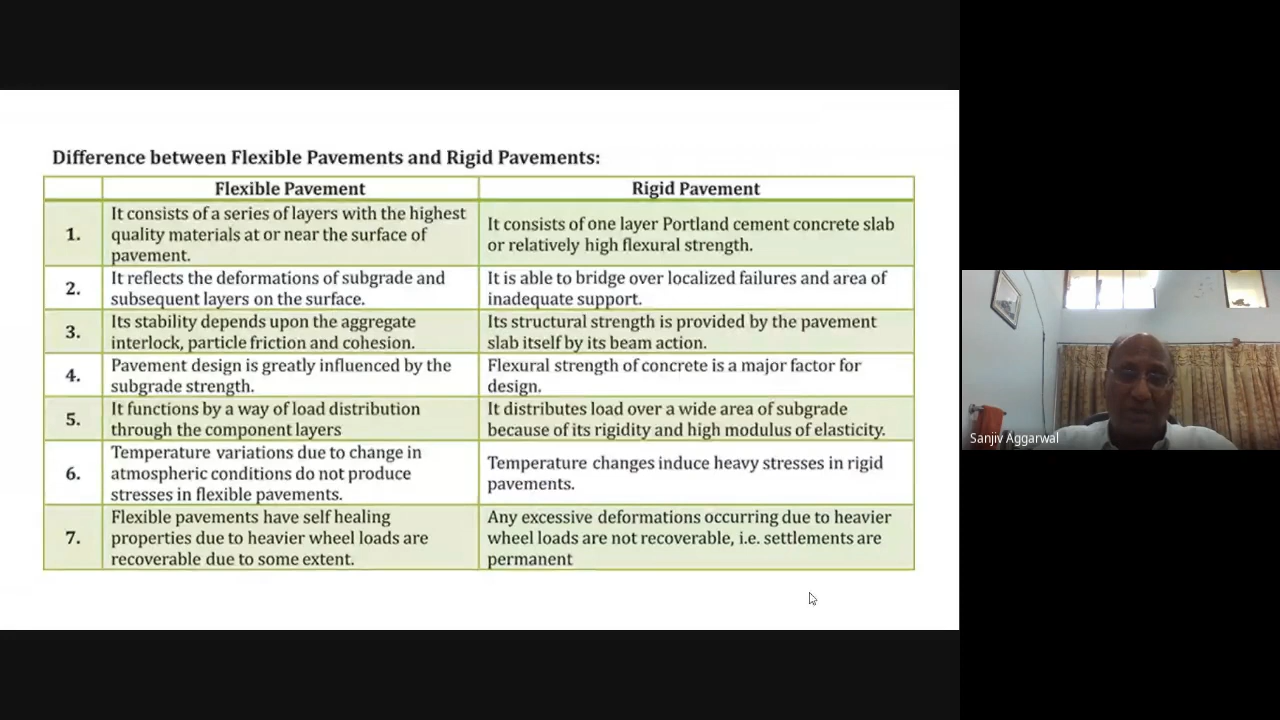 Difference between Flexible Pavements and Rigid Pavements:
Flexible Pavement
Rigid Pavement
1.
It consists of a series of layers with the highest
quality materials at or near the surface of
pavement.
It consists of one layer Portland cement concrete slab
or relatively high flexural strength.
2.
It reflects the deformations of subgrade and
subsequent layers on the surface.
It is able to bridge over localized failures and area of
inadequate support.
3.
Its stability depends upon the aggregate
interlock, particle friction and cohesion.
Its structural strength is provided by the pavement
slab itself by its beam action.
4.
Pavement design is greatly influenced by the
subgrade strength.
Flexural strength of concrete is a major factor for
design.
5.
It functions by a way of load distribution
through the component layers
It distributes load over a wide area of subgrade
because of its rigidity and high modulus of elasticity.
6.
Temperature variations due to change in
atmospheric conditions do not produce
stresses in flexible pavements.
Temperature changes induce heavy stresses in rigid
pavements.
7.
Flexible pavements have self healing
properties due to heavier wheel loads are
recoverable due to some extent.
Any excessive deformations occurring due to heavier
wheel loads are not recoverable, i.e. settlements are
permanent
Sanjiv Aggarwal